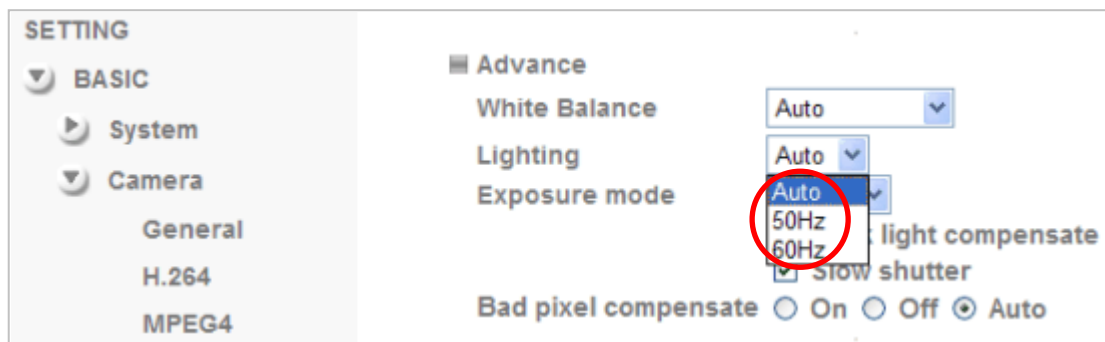 SETTING
BASIC
System
Camera
General
H.264
MPEG4
Advance
White Balance Auto
Lighting Auto
Auto
50Hz
60Hz
Exposure mode
light compensate
Slow shutter
Bad pixel compensate On Off Auto